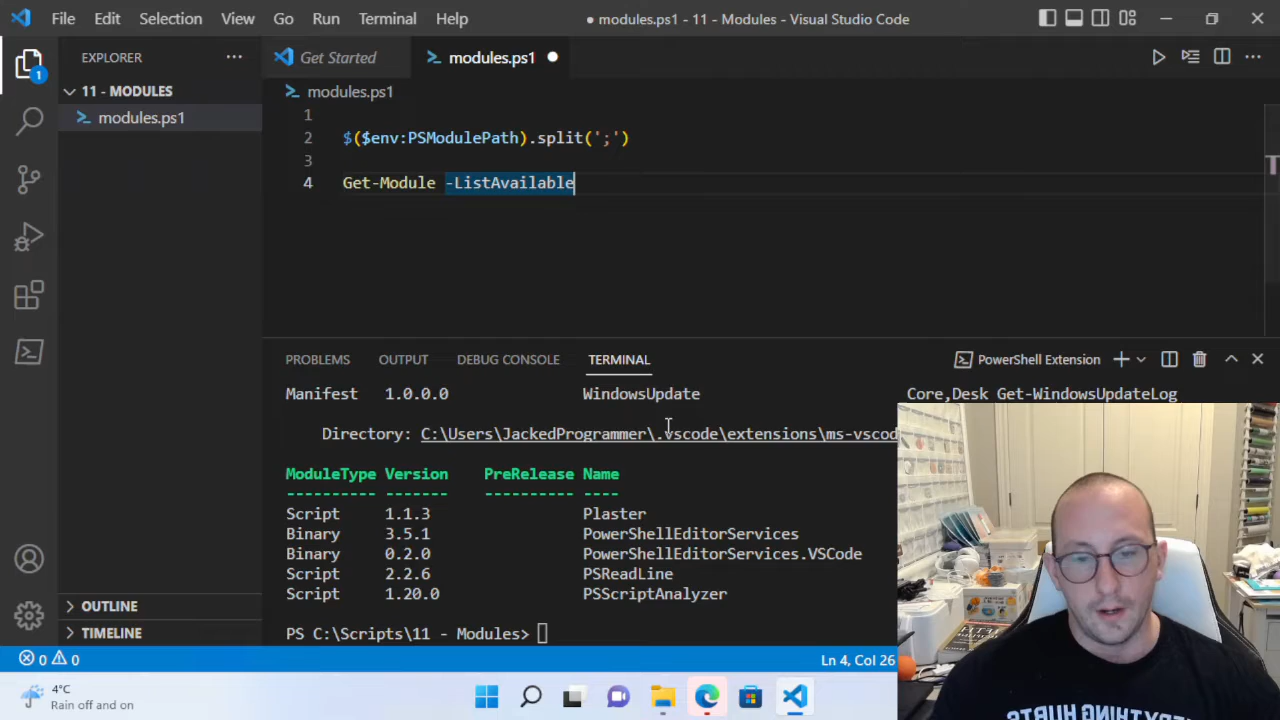 File Edit Selection View Go Run Terminal Help
● modules.ps1 - 11 - Modules - Visual Studio Code
EXPLORER ...
Get Started
modules.ps1
1
11 - MODULES
modules.ps1
modules.ps1
1
2 $($env:PSModulePath).split(';')
3
4 Get-Module -ListAvailable
PROBLEMS OUTPUT DEBUG CONSOLE TERMINAL
PowerShell Extension
Manifest 1.0.0.0 WindowsUpdate Core,Desk Get-WindowsUpdateLog
Directory: C:\Users\JackedProgrammer\.vscode\extensions\ms-vscod
ModuleType Version PreRelease Name
---------- ------- ---------- ----
Script 1.1.3 Plaster
Binary 3.5.1 PowerShellEditorServices
Binary 0.2.0 PowerShellEditorServices.VSCode
Script 2.2.6 PSReadLine
Script 1.20.0 PSScriptAnalyzer
PS C:\Scripts\11 - Modules>
OUTLINE
TIMELINE
0 0
Ln 4, Col 26
4°C
Rain off and on
EVERYTHING HURTS